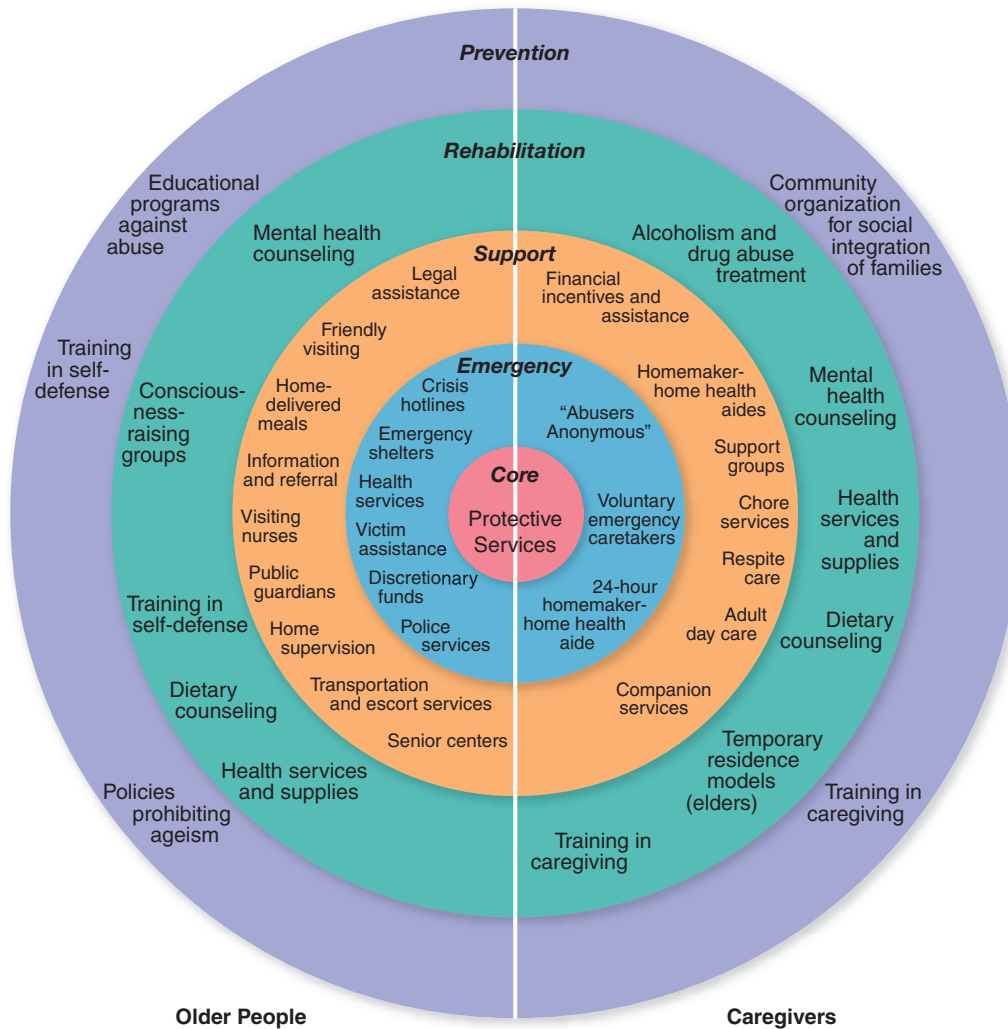 Prevention
Educational
programs
against
abuse
Training
in self-
defense
Policies
prohibiting
ageism
Community
organization
for social
integration
of families
Training in
caregiving
Rehabilitation
Mental health
counseling
Conscious-
ness-
raising
groups
Training in
self-defense
Dietary
counseling
Health services
and supplies
Alcoholism and
drug abuse
treatment
Mental
health
counseling
Health
services
and
supplies
Dietary
counseling
Temporary
residence
models
(elders)
Training in
caregiving
Support
Legal
assistance
Friendly
visiting
Home-
delivered
meals
Information
and referral
Visiting
nurses
Public
guardians
Home
supervision
Transportation
and escort services
Senior centers
Financial
incentives and
assistance
Homemaker-
home health
aides
Support
groups
Chore
services
Respite
care
Adult
day care
Companion
services
Emergency
Crisis
hotlines
Emergency
shelters
Health
services
Victim
assistance
Discretionary
funds
Police
services
“Abusers
Anonymous”
Voluntary
emergency
caretakers
24-hour
homemaker-
home health
aide
Core
Protective
Services
Older People
Caregivers